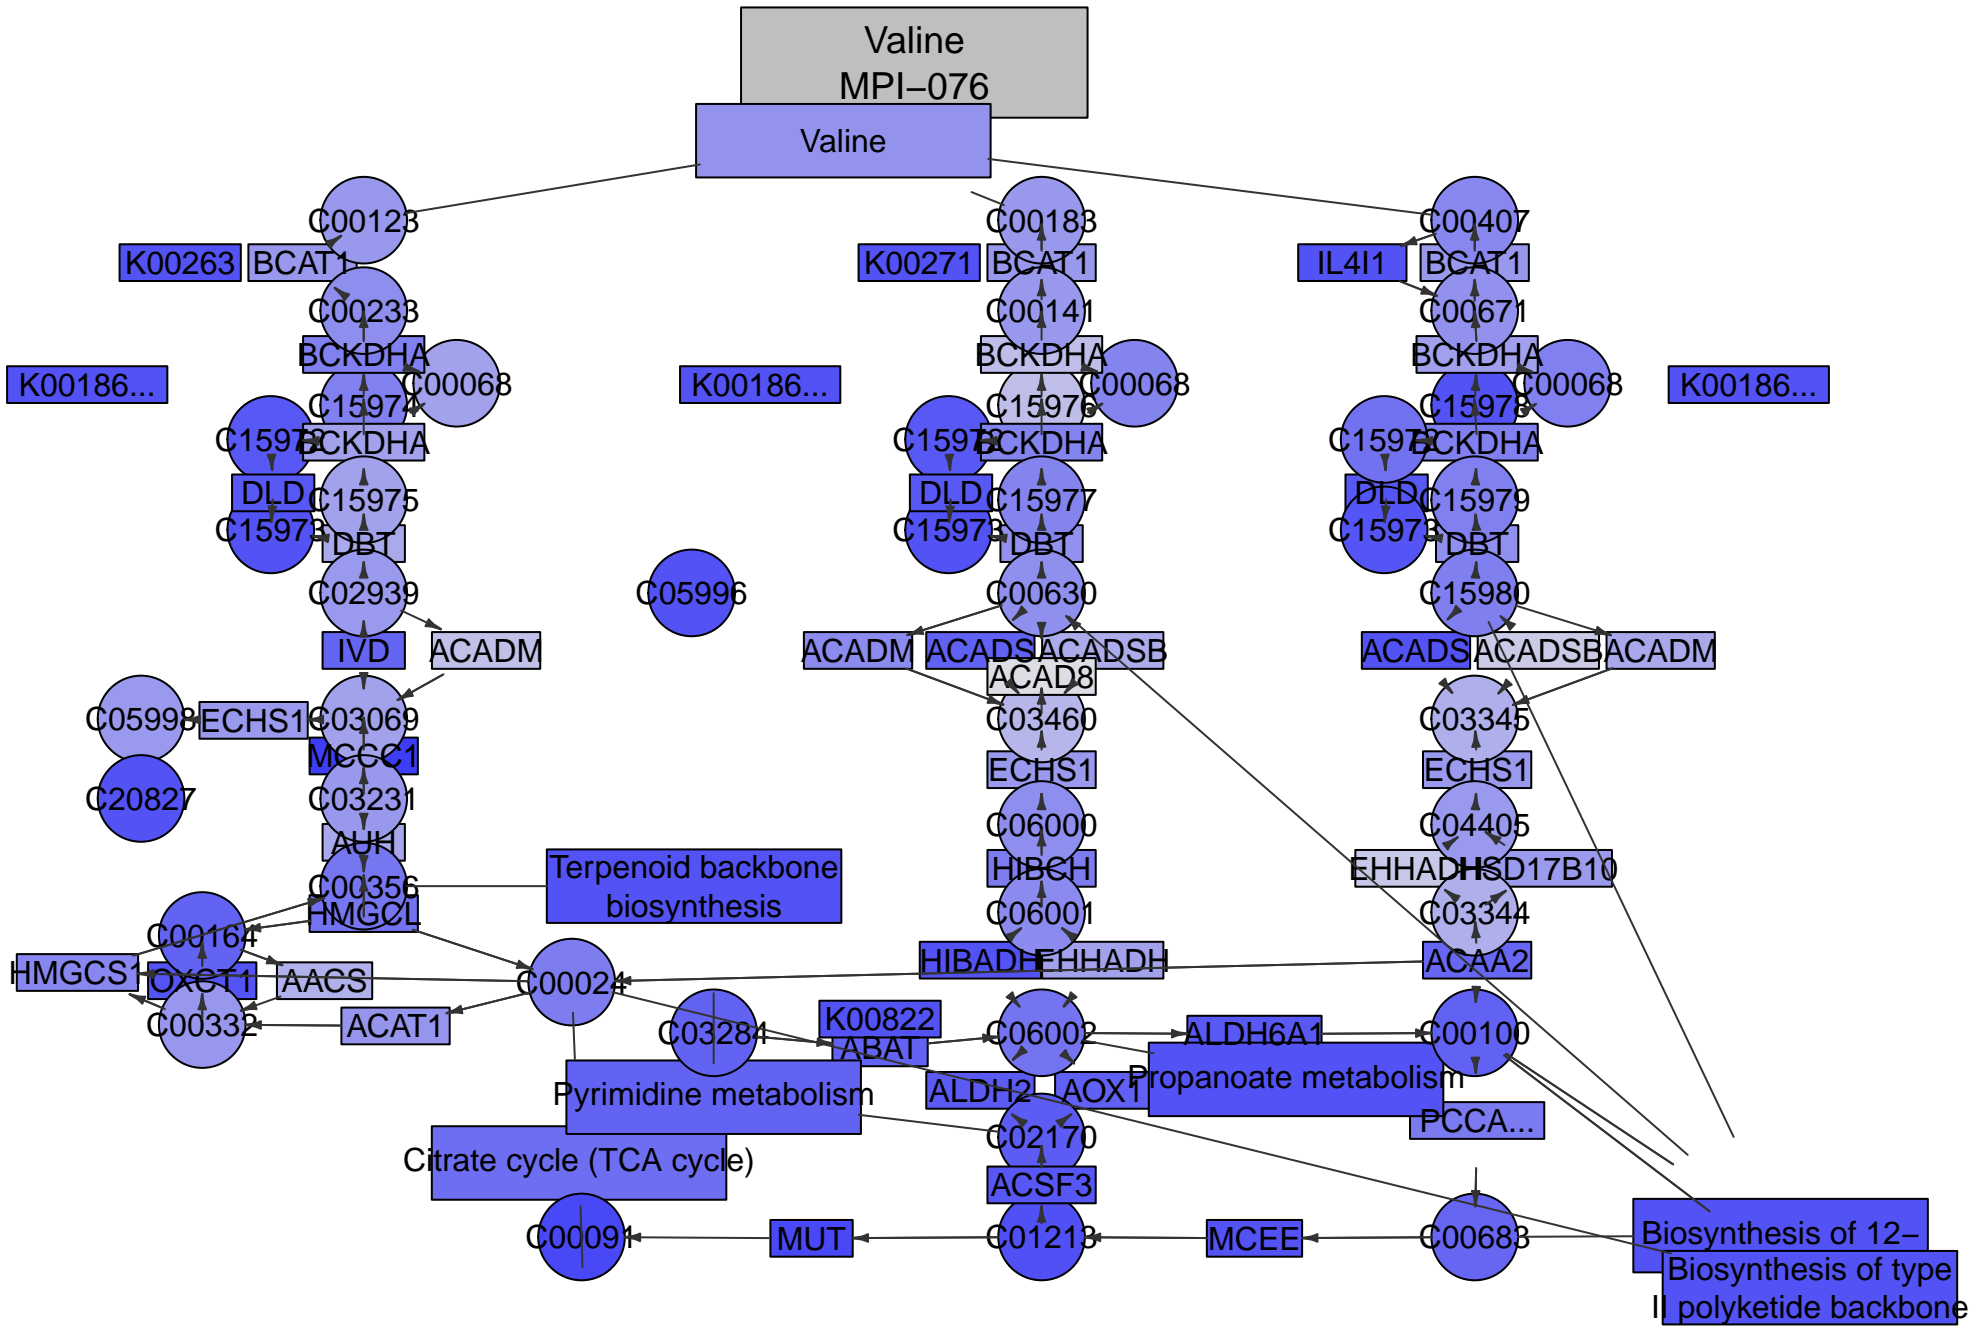 Valine
MPI−076
Valine
C00123
C00183
C00407
K00263
BCAT1
K00271
BCAT1
IL4I1
BCAT1
C00233
C00141
C00671
BCKDHA
BCKDHA
BCKDHA
K00186...
C00068
K00186...
C00068
C00068
K00186...
C15974
C15976
C15978
C15972
BCKDHA
C15972
BCKDHA
C15972
BCKDHA
DLD
C15975
DLD
C15977
DLD
C15979
C15973
DBT
C15973
DBT
C15973
DBT
C02939
C05996
C00630
C15980
IVD
ACADM
ACADM
ACADS
ACADSB
ACADS
ACADSB
ACADM
ACAD8
C05998
ECHS1
C03069
C03460
C03345
MCCC1
ECHS1
ECHS1
C20827
C03231
C06000
C04405
AUH
HIBCH
EHHADH
HSD17B10
Terpenoid backbone
biosynthesis
C00356
HMGCL
C06001
C03344
C00164
HIBADH
EHHADH
ACAA2
HMGCS1
OXCT1
AACS
C00024
C00332
ACAT1
C03284
K00822
ABAT
C06002
ALDH6A1
C00100
Pyrimidine metabolism
ALDH2
AOX1
Propanoate metabolism
PCCA...
C02170
Citrate cycle (TCA cycle)
ACSF3
C00091
MUT
C01213
MCEE
C00683
Biosynthesis of 12−
Biosynthesis of type
II polyketide backbone